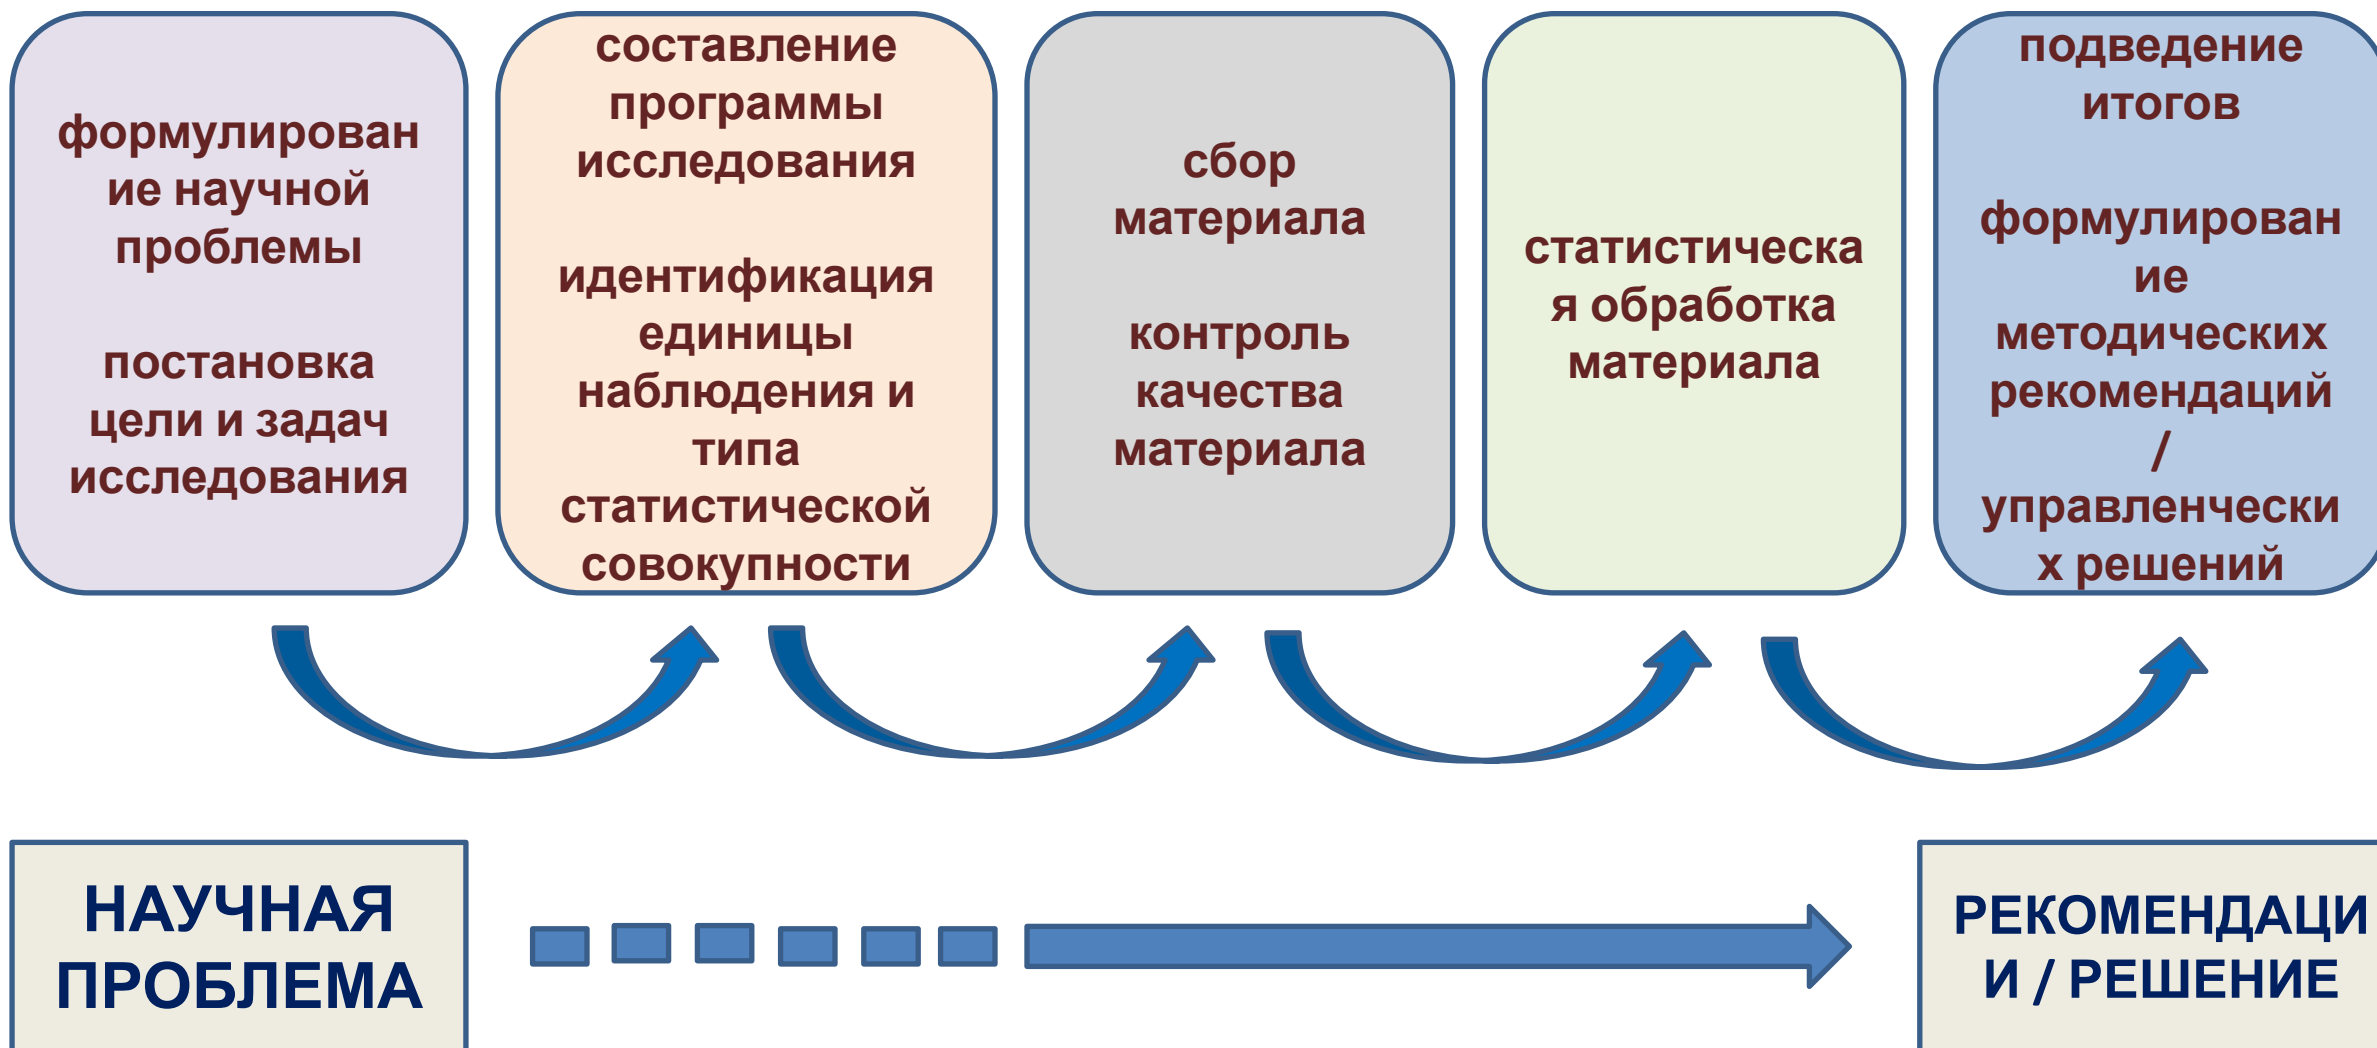 формулирован
ие научной
проблемы
постановка
цели и задач
исследования
составление
программы
исследования
идентификация
единицы
наблюдения и
типа
статистической
совокупности
сбор
материала
контроль
качества
материала
статистическа
я обработка
материала
подведение
итогов
формулирован
ие
методических
рекомендаций
/
управленчески
х решений
НАУЧНАЯ
ПРОБЛЕМА
РЕКОМЕНДАЦИ
И / РЕШЕНИЕ